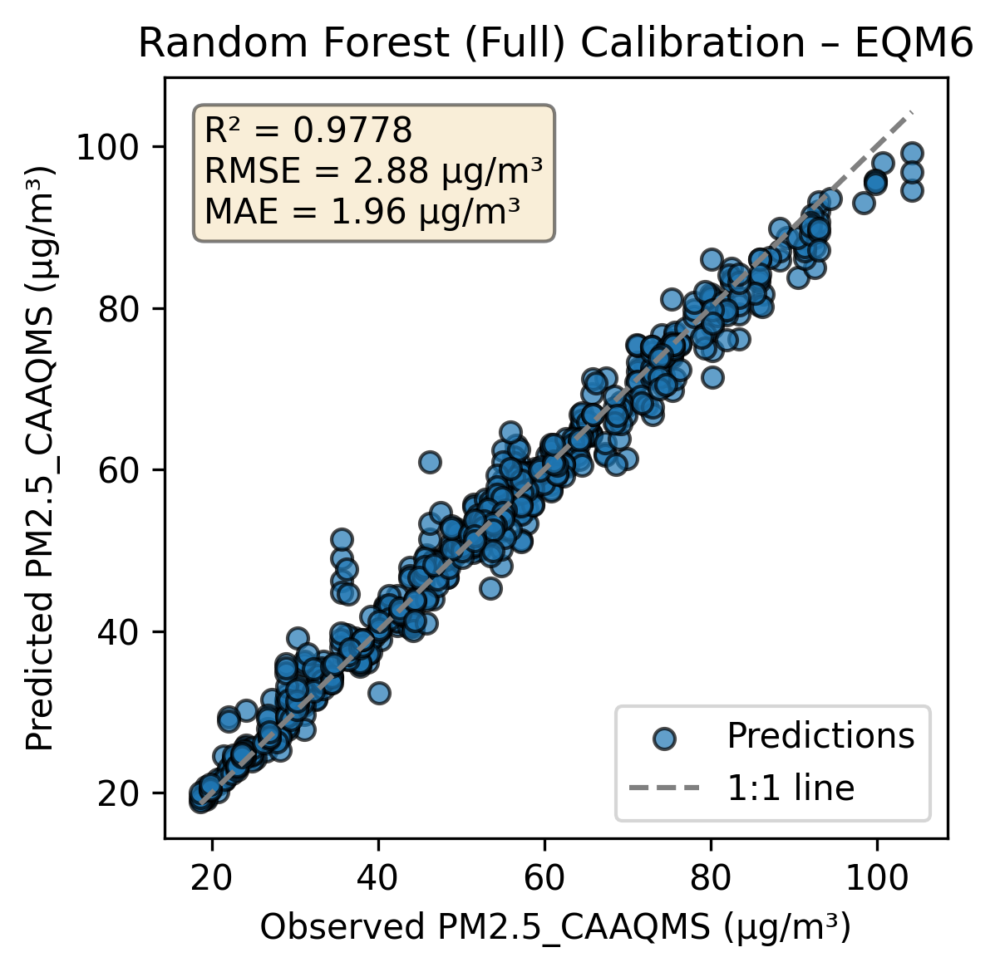 Random Forest (Full) Calibration – EQM6
R² = 0.9778
RMSE = 2.88 µg/m³
MAE = 1.96 µg/m³
Predicted PM2.5_CAAQMS (µg/m³)
100
80
60
40
20
Predictions
1:1 line
20 40 60 80 100
Observed PM2.5_CAAQMS (µg/m³)